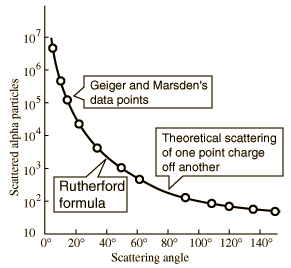 Scattered alpha particles
10⁷
10⁶
10⁵
10⁴
10³
10²
10
Geiger and Marsden's
data points
Theoretical scattering
of one point charge
off another
Rutherford
formula
0° 20° 40° 60° 80° 100° 120° 140°
Scattering angle